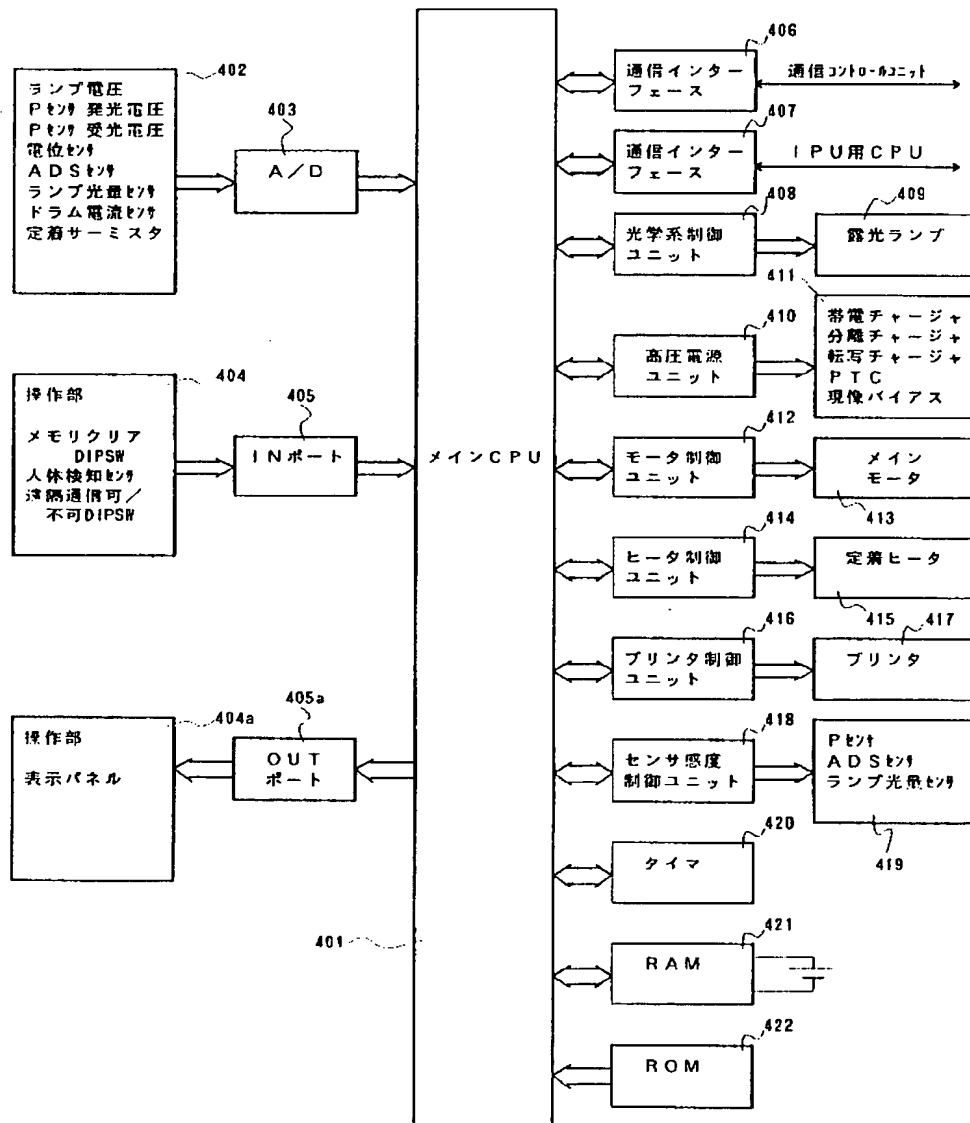 402
ランプ電圧
Pセンサ 発光電圧
Pセンサ 受光電圧
電位センサ
ADSセンサ
ランプ光量センサ
ドラム電流センサ
定着サーミスタ
403
A/D
404
操作部
メモリクリア
DIPSW
人体検知センサ
遠隔通信可/
不可DIPSW
405
INポート
404a
操作部
表示パネル
405a
OUT
ポート
メインCPU
401
406
通信インター
フェース
通信コントロールユニット
407
通信インター
フェース
IPU用CPU
408
光学系制御
ユニット
409
露光ランプ
410
高圧電源
ユニット
411
帯電チャージャ
分離チャージャ
転写チャージャ
PTC
現像バイアス
412
モータ制御
ユニット
メイン
モータ
413
414
ヒータ制御
ユニット
定着ヒータ
415
416
プリンタ制御
ユニット
417
プリンタ
418
センサ感度
制御ユニット
Pセンサ
ADSセンサ
ランプ光量センサ
419
420
タイマ
421
RAM
422
ROM